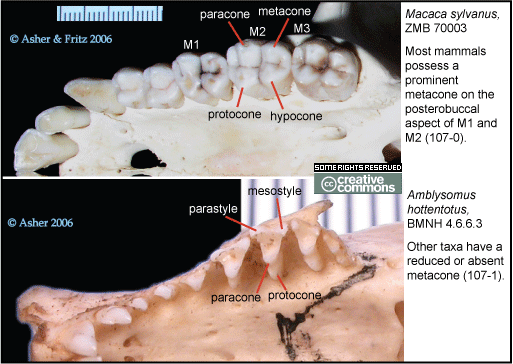 paracone metacone
M1 M2 M3
© Asher & Fritz 2006
protocone hypocone
SOME RIGHTS RESERVED
cc creative
commons
Macaca sylvanus,
ZMB 70003
Most mammals
possess a
prominent
metacone on the
posterobuccal
aspect of M1 and
M2 (107-0).
mesostyle
parastyle
© Asher 2006
paracone protocone
Amblysomus
hottentotus,
BMNH 4.6.6.3
Other taxa have a
reduced or absent
metacone (107-1).